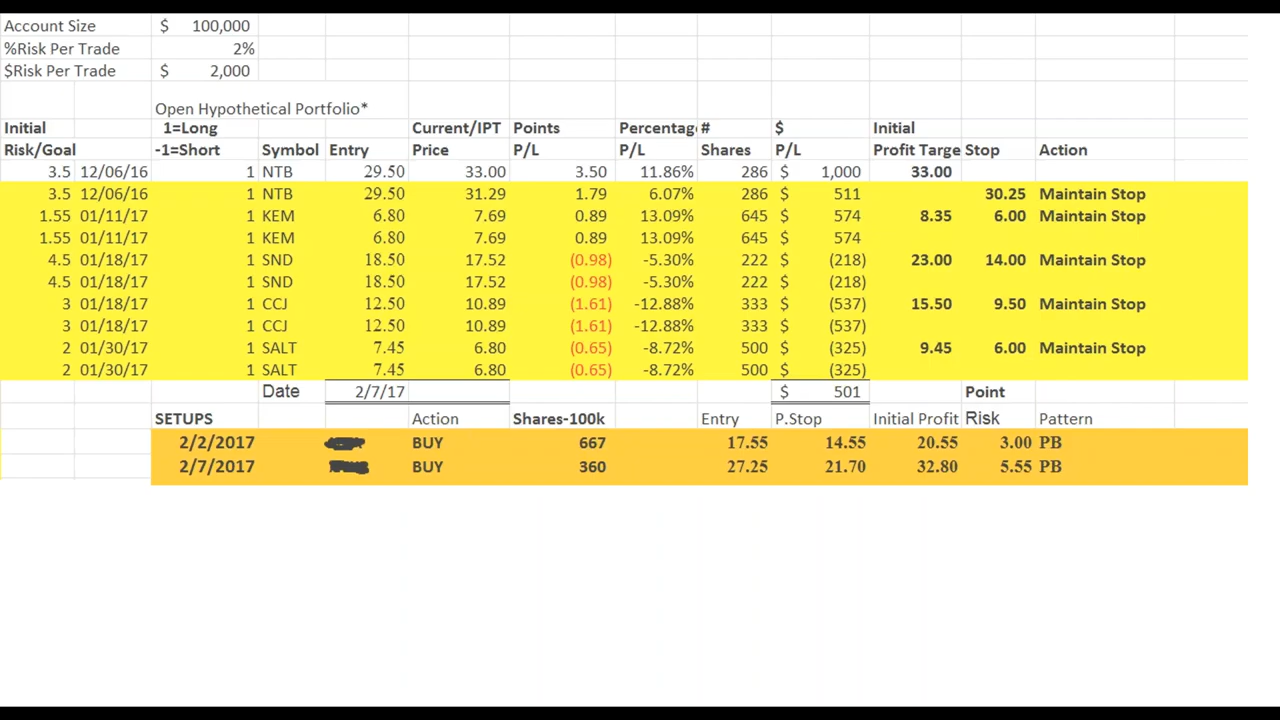 Account Size $ 100,000
%Risk Per Trade 2%
$Risk Per Trade $ 2,000
Open Hypothetical Portfolio*
Initial 1=Long Current/IPT Points Percentag # $ Initial
Risk/Goal -1=Short Symbol Entry Price P/L P/L Shares P/L Profit Targe Stop Action
3.5 12/06/16 1 NTB 29.50 33.00 3.50 11.86% 286 $ 1,000 33.00
3.5 12/06/16 1 NTB 29.50 31.29 1.79 6.07% 286 $ 511 30.25 Maintain Stop
1.55 01/11/17 1 KEM 6.80 7.69 0.89 13.09% 645 $ 574 8.35 6.00 Maintain Stop
1.55 01/11/17 1 KEM 6.80 7.69 0.89 13.09% 645 $ 574
4.5 01/18/17 1 SND 18.50 17.52 (0.98) -5.30% 222 $ (218) 23.00 14.00 Maintain Stop
4.5 01/18/17 1 SND 18.50 17.52 (0.98) -5.30% 222 $ (218)
3 01/18/17 1 CCJ 12.50 10.89 (1.61) -12.88% 333 $ (537) 15.50 9.50 Maintain Stop
3 01/18/17 1 CCJ 12.50 10.89 (1.61) -12.88% 333 $ (537)
2 01/30/17 1 SALT 7.45 6.80 (0.65) -8.72% 500 $ (325) 9.45 6.00 Maintain Stop
2 01/30/17 1 SALT 7.45 6.80 (0.65) -8.72% 500 $ (325)
Date 2/7/17 $ 501 Point
SETUPS Action Shares-100k Entry P.Stop Initial Profit Risk Pattern
2/2/2017 BUY 667 17.55 14.55 20.55 3.00 PB
2/7/2017 BUY 360 27.25 21.70 32.80 5.55 PB